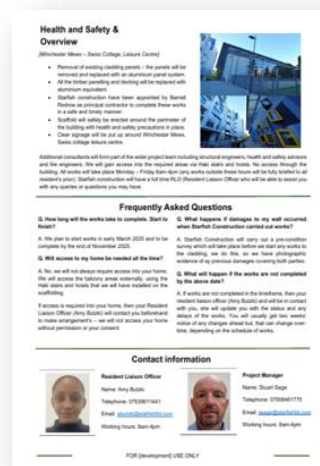 Health and Safety &
Overview
[Winchester Mews – Swiss Cottage, Leisure Centre]
• Removal of existing cladding panels – the panels will be
removed and replaced with an aluminium panel system.
• All the timber panelling and decking will be replaced with
aluminium equivalent.
• Starfish construction have been appointed by
as principal contractor to complete these works
in a safe and timely manner.
• Scaffold will safely be erected around the perimeter of
the building with health and safety precautions in place.
• Clear signage will be put up around Winchester Mews,
Swiss cottage leisure centre.
Additional consultants will form part of the wider project team including structural engineers, health and safety advisors
and fire engineers. We will gain access into the required areas via Haki stairs and hoists. No access through the
building. All works will take place Monday – Friday 8am-4pm (any works outside these hours will be fully briefed to all
resident's prior). Starfish construction will have a full time RLO (Resident Liaison Officer who will be able to assist you
with any queries or questions you may have.
Frequently Asked Questions
Q. How long will the works take to complete. Start to
finish?
A. We plan to start works in early March 2025 and to be
complete by the end of November 2025.
Q. Will access to my home be needed all the time?
A. No, we will not always require access into your home.
We will access the balcony areas externally, using the
Haki stairs and hoists that we will have installed on the
scaffolding.
If access is required into your home, then your Resident
Liaison Officer (Amy Butski) will contact you beforehand
to make arrangement's – we will not access your home
without your permission or your consent.
Q. What happens if damages to my wall occurred
when Starfish Construction carried out works?
A. Starfish Construction will carry out a pre-condition
survey which will take place before we start any works to
the cladding, we do this, so we have photographic
evidence of any previous damages covering both parties.
Q. What will happen if the works are not completed
by the above date?
A. If works are not completed in the timeframe, then your
resident liaison officer (Amy Butski) and will be in contact
with you, she will update you with the status and any
delays of the works. You will usually get two weeks'
notice of any changes ahead but, that can change over-
time, depending on the schedule of works.
Contact information
Resident Liaison Officer
Name: Amy
Telephone:
Email:
Working hours: 8am-4pm
Project Manager
Name: Stuart Sage
Telephone:
Email:
Working hours: 8am-4pm
FOR [development] USE ONLY